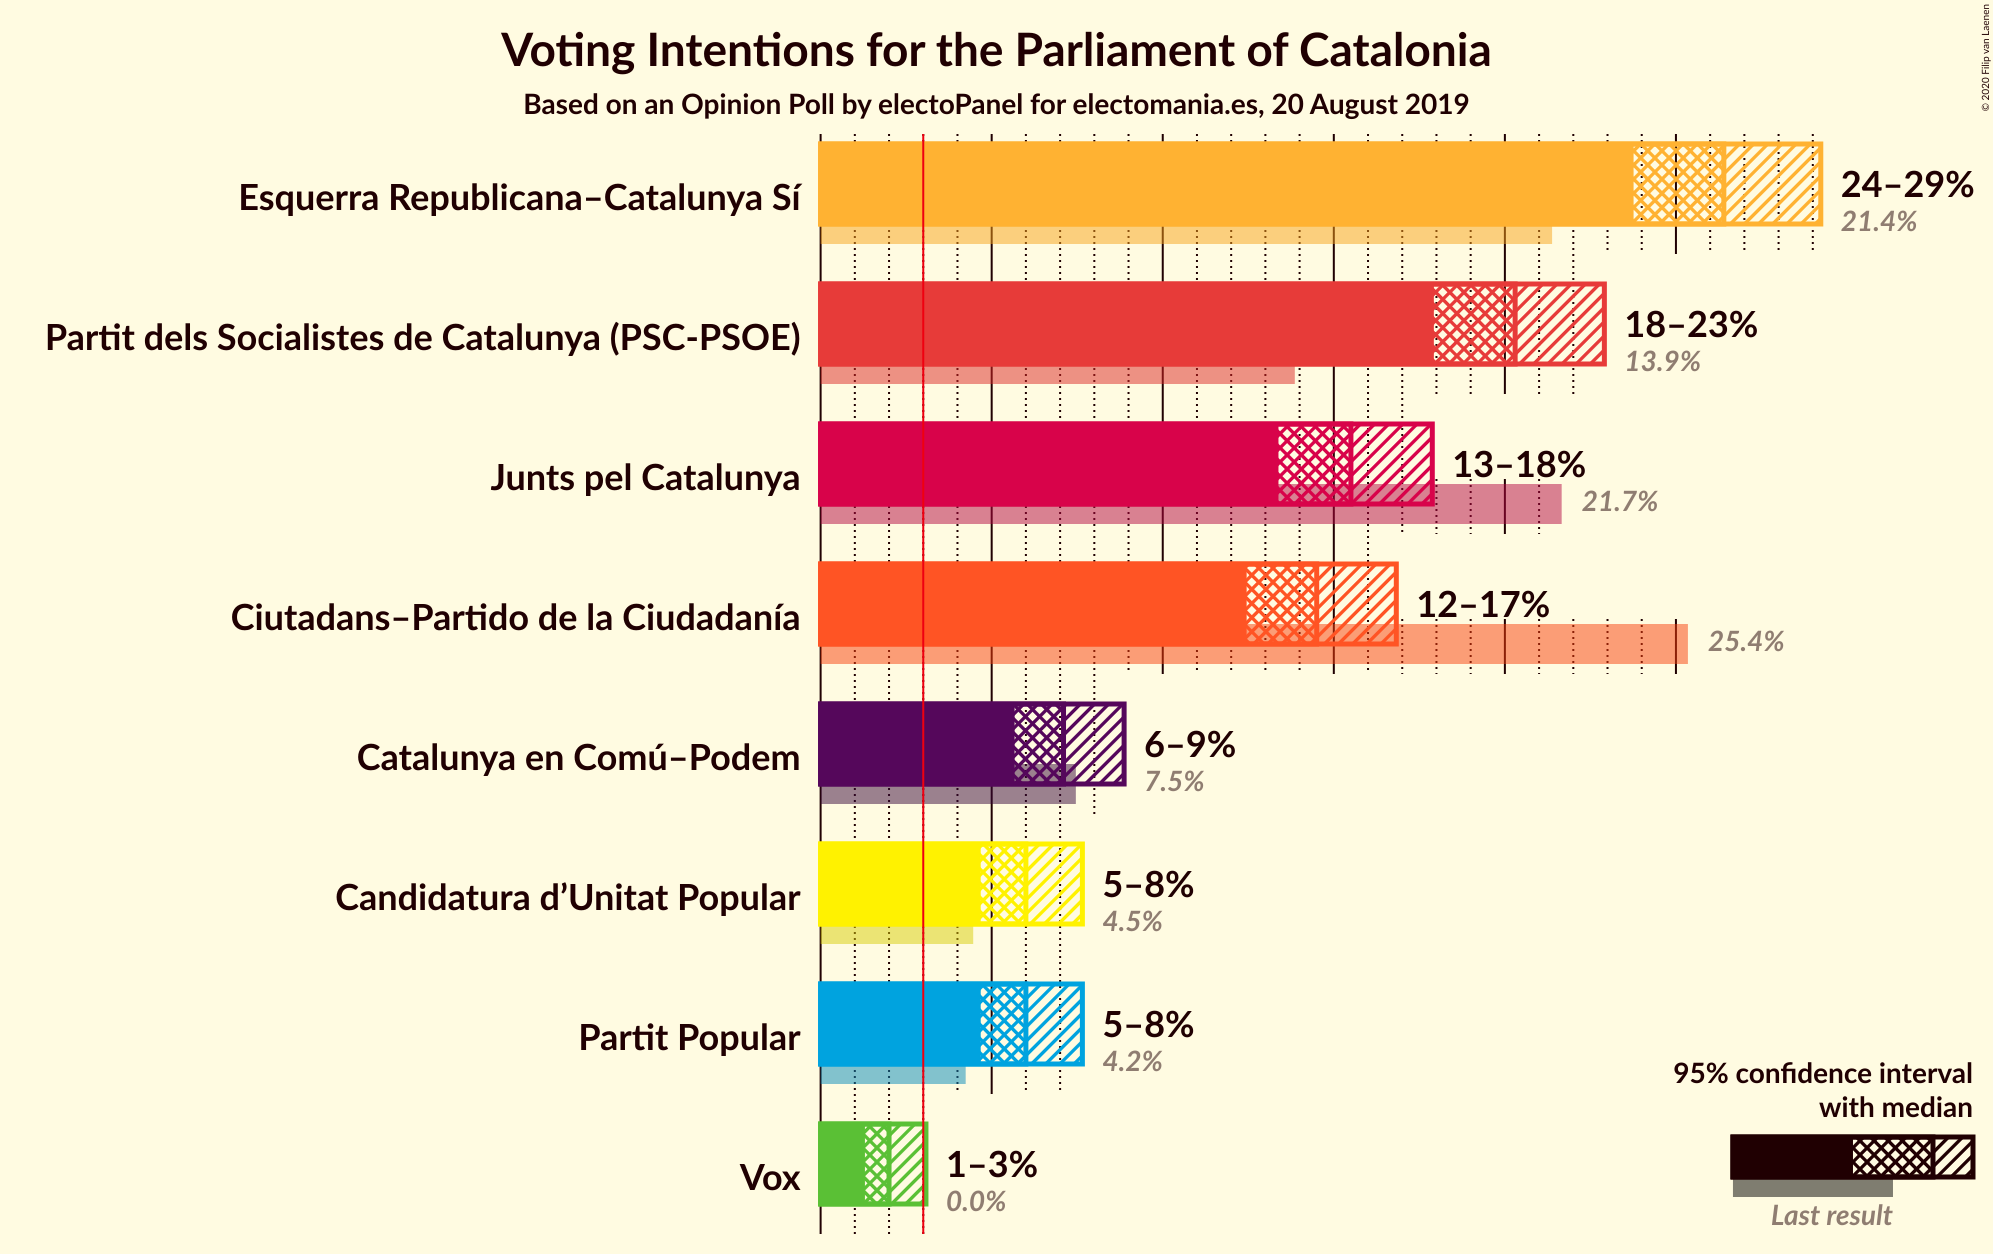 Voting Intentions for the Parliament of Catalonia
Based on an Opinion Poll by electoPanel for electomania.es, 20 August 2019
© 2020 Filip van Laenen
Esquerra Republicana–Catalunya Sí
24–29%
21.4%
Partit dels Socialistes de Catalunya (PSC-PSOE)
18–23%
13.9%
Junts pel Catalunya
13–18%
21.7%
Ciutadans–Partido de la Ciudadanía
12–17%
25.4%
Catalunya en Comú–Podem
6–9%
7.5%
Candidatura d’Unitat Popular
5–8%
4.5%
Partit Popular
5–8%
4.2%
Vox
1–3%
0.0%
95% confidence interval
with median
Last result